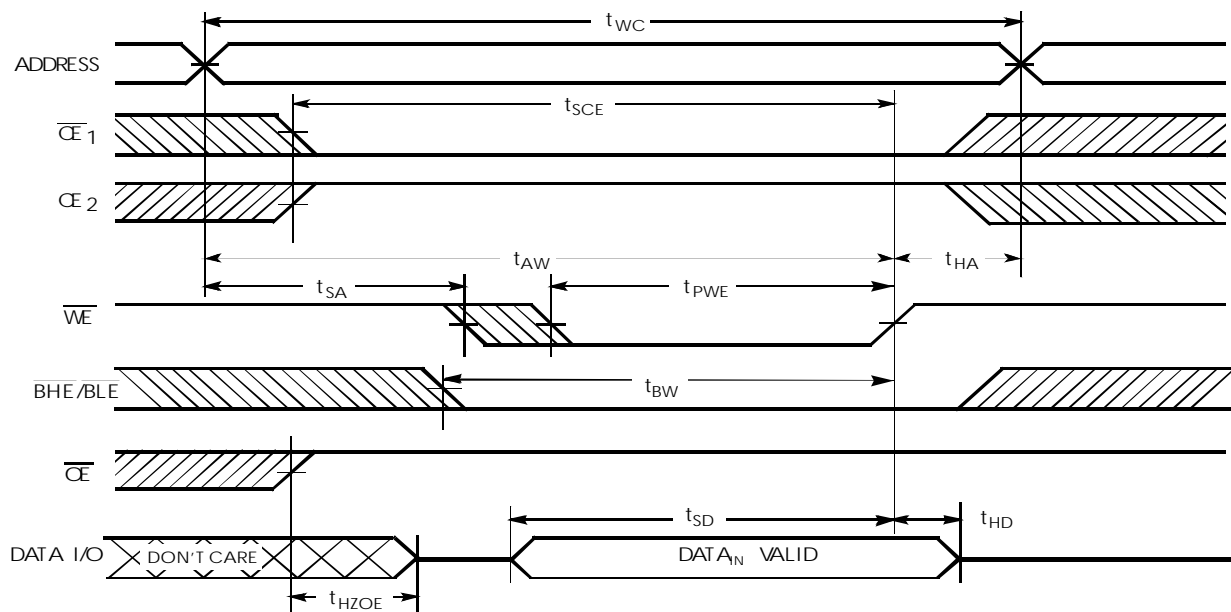 tWC
ADDRESS
tSCE
CE1
CE2
tAW
tHA
tSA
tPWE
WE
BHE/BLE
tBW
OE
tSD
tHD
DATA I/O
DON'T CARE
DATAIN VALID
tHZOE